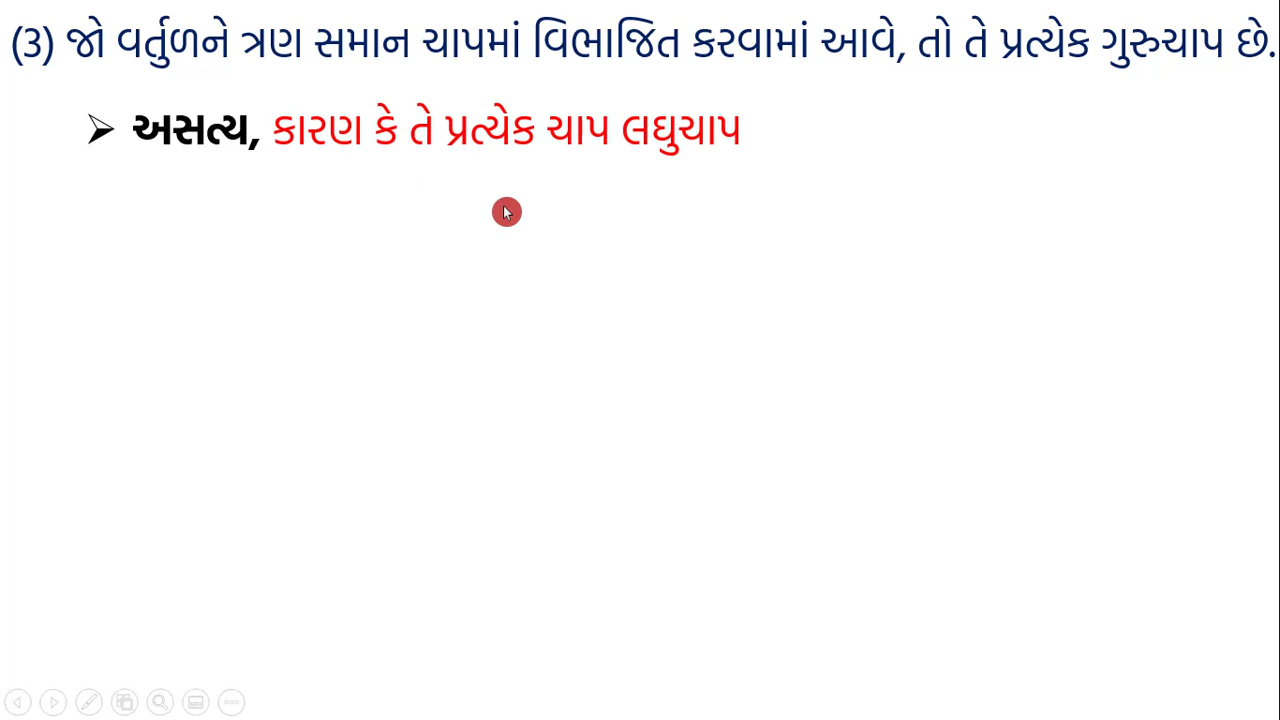 (3) જો વર્તુળને ત્રણ સમાન ચાપમાં વિભાજિત કરવામાં આવે, તો તે પ્રત્યેક ગુરુચાપ છે.
➢ અસત્ય, કારણ કે તે પ્રત્યેક ચાપ લઘુચાપ